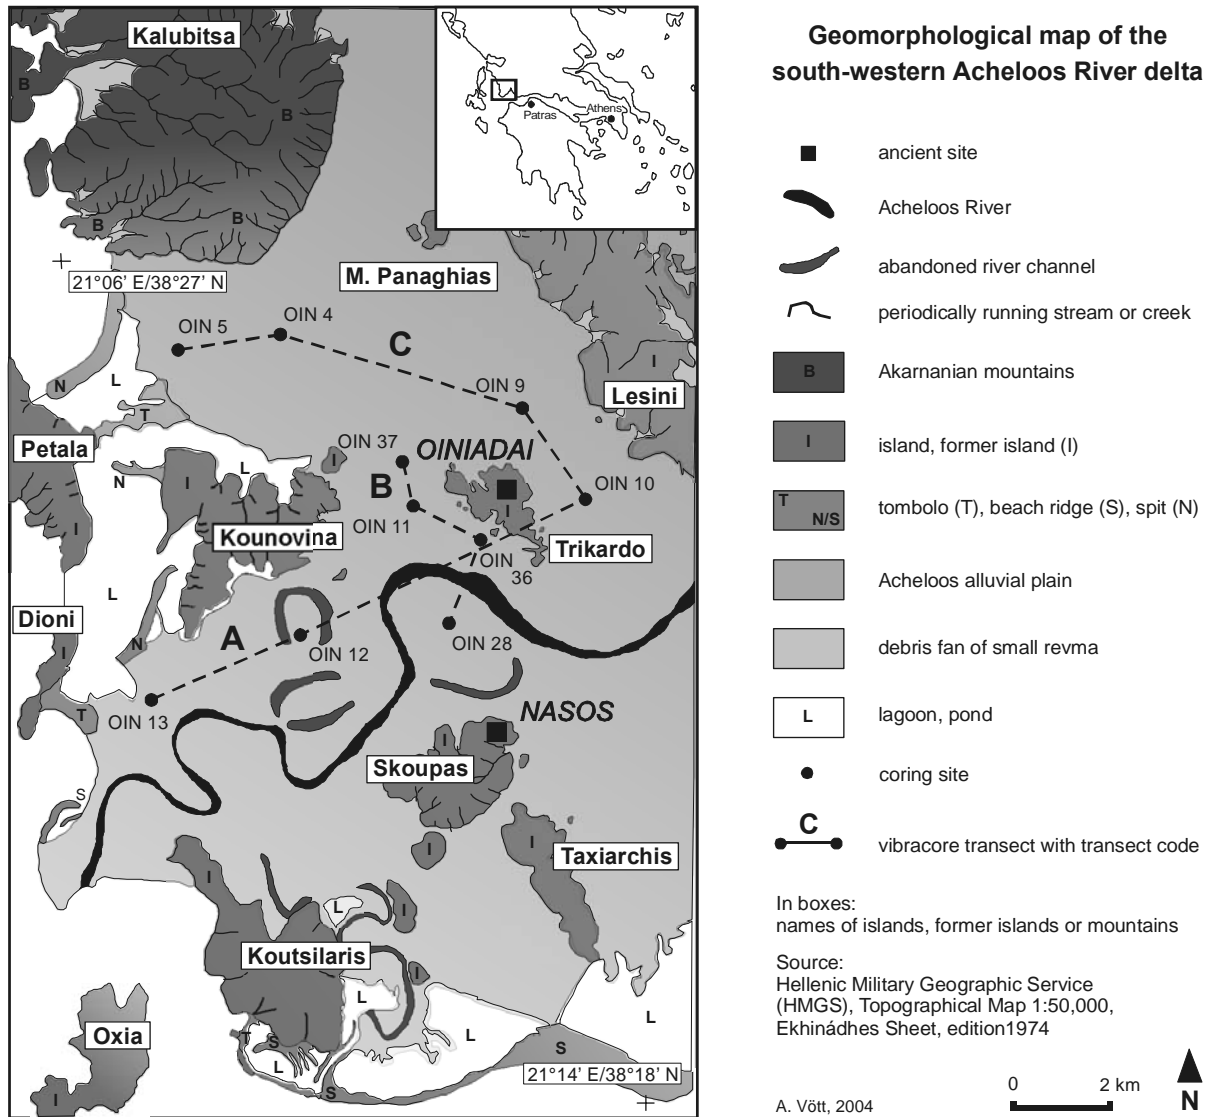 Kalubitsa
B
B
B
B
Patras
Athens
21°06’ E/38°27’ N
M. Panaghias
OIN 5
OIN 4
C
OIN 9
I
Lesini
N
L
T
Petala
OIN 37
OINIADAI
I
L
N
I
B
OIN 10
I
OIN 11
I
Kounovina
Trikardo
OIN
36
L
Dioni
A
N
OIN 12
OIN 28
I
T
OIN 13
NASOS
I
Skoupas
S
I
I
Taxiarchis
I
L
I
Koutsilaris
I
L
L
L
Oxia
T
S
L
S
S
21°14’ E/38°18’ N
I
Geomorphological map of the
south-western Acheloos River delta
ancient site
Acheloos River
abandoned river channel
periodically running stream or creek
B
Akarnanian mountains
I
island, former island (I)
T
N/S
tombolo (T), beach ridge (S), spit (N)
Acheloos alluvial plain
debris fan of small revma
L
lagoon, pond
coring site
C
vibracore transect with transect code
In boxes:
names of islands, former islands or mountains
Source:
Hellenic Military Geographic Service
(HMGS), Topographical Map 1:50,000,
Ekhinádhes Sheet, edition1974
A. Vött, 2004
0
2 km
N